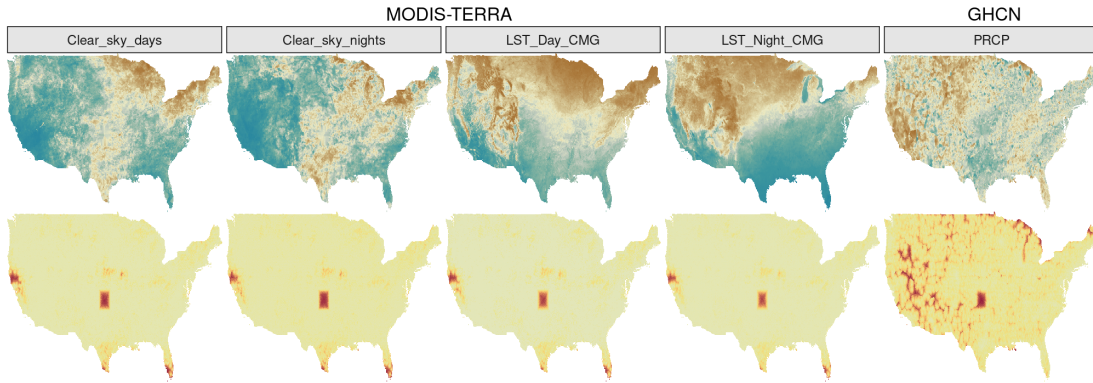 MODIS-TERRA GHCN
Clear_sky_days Clear_sky_nights LST_Day_CMG LST_Night_CMG PRCP